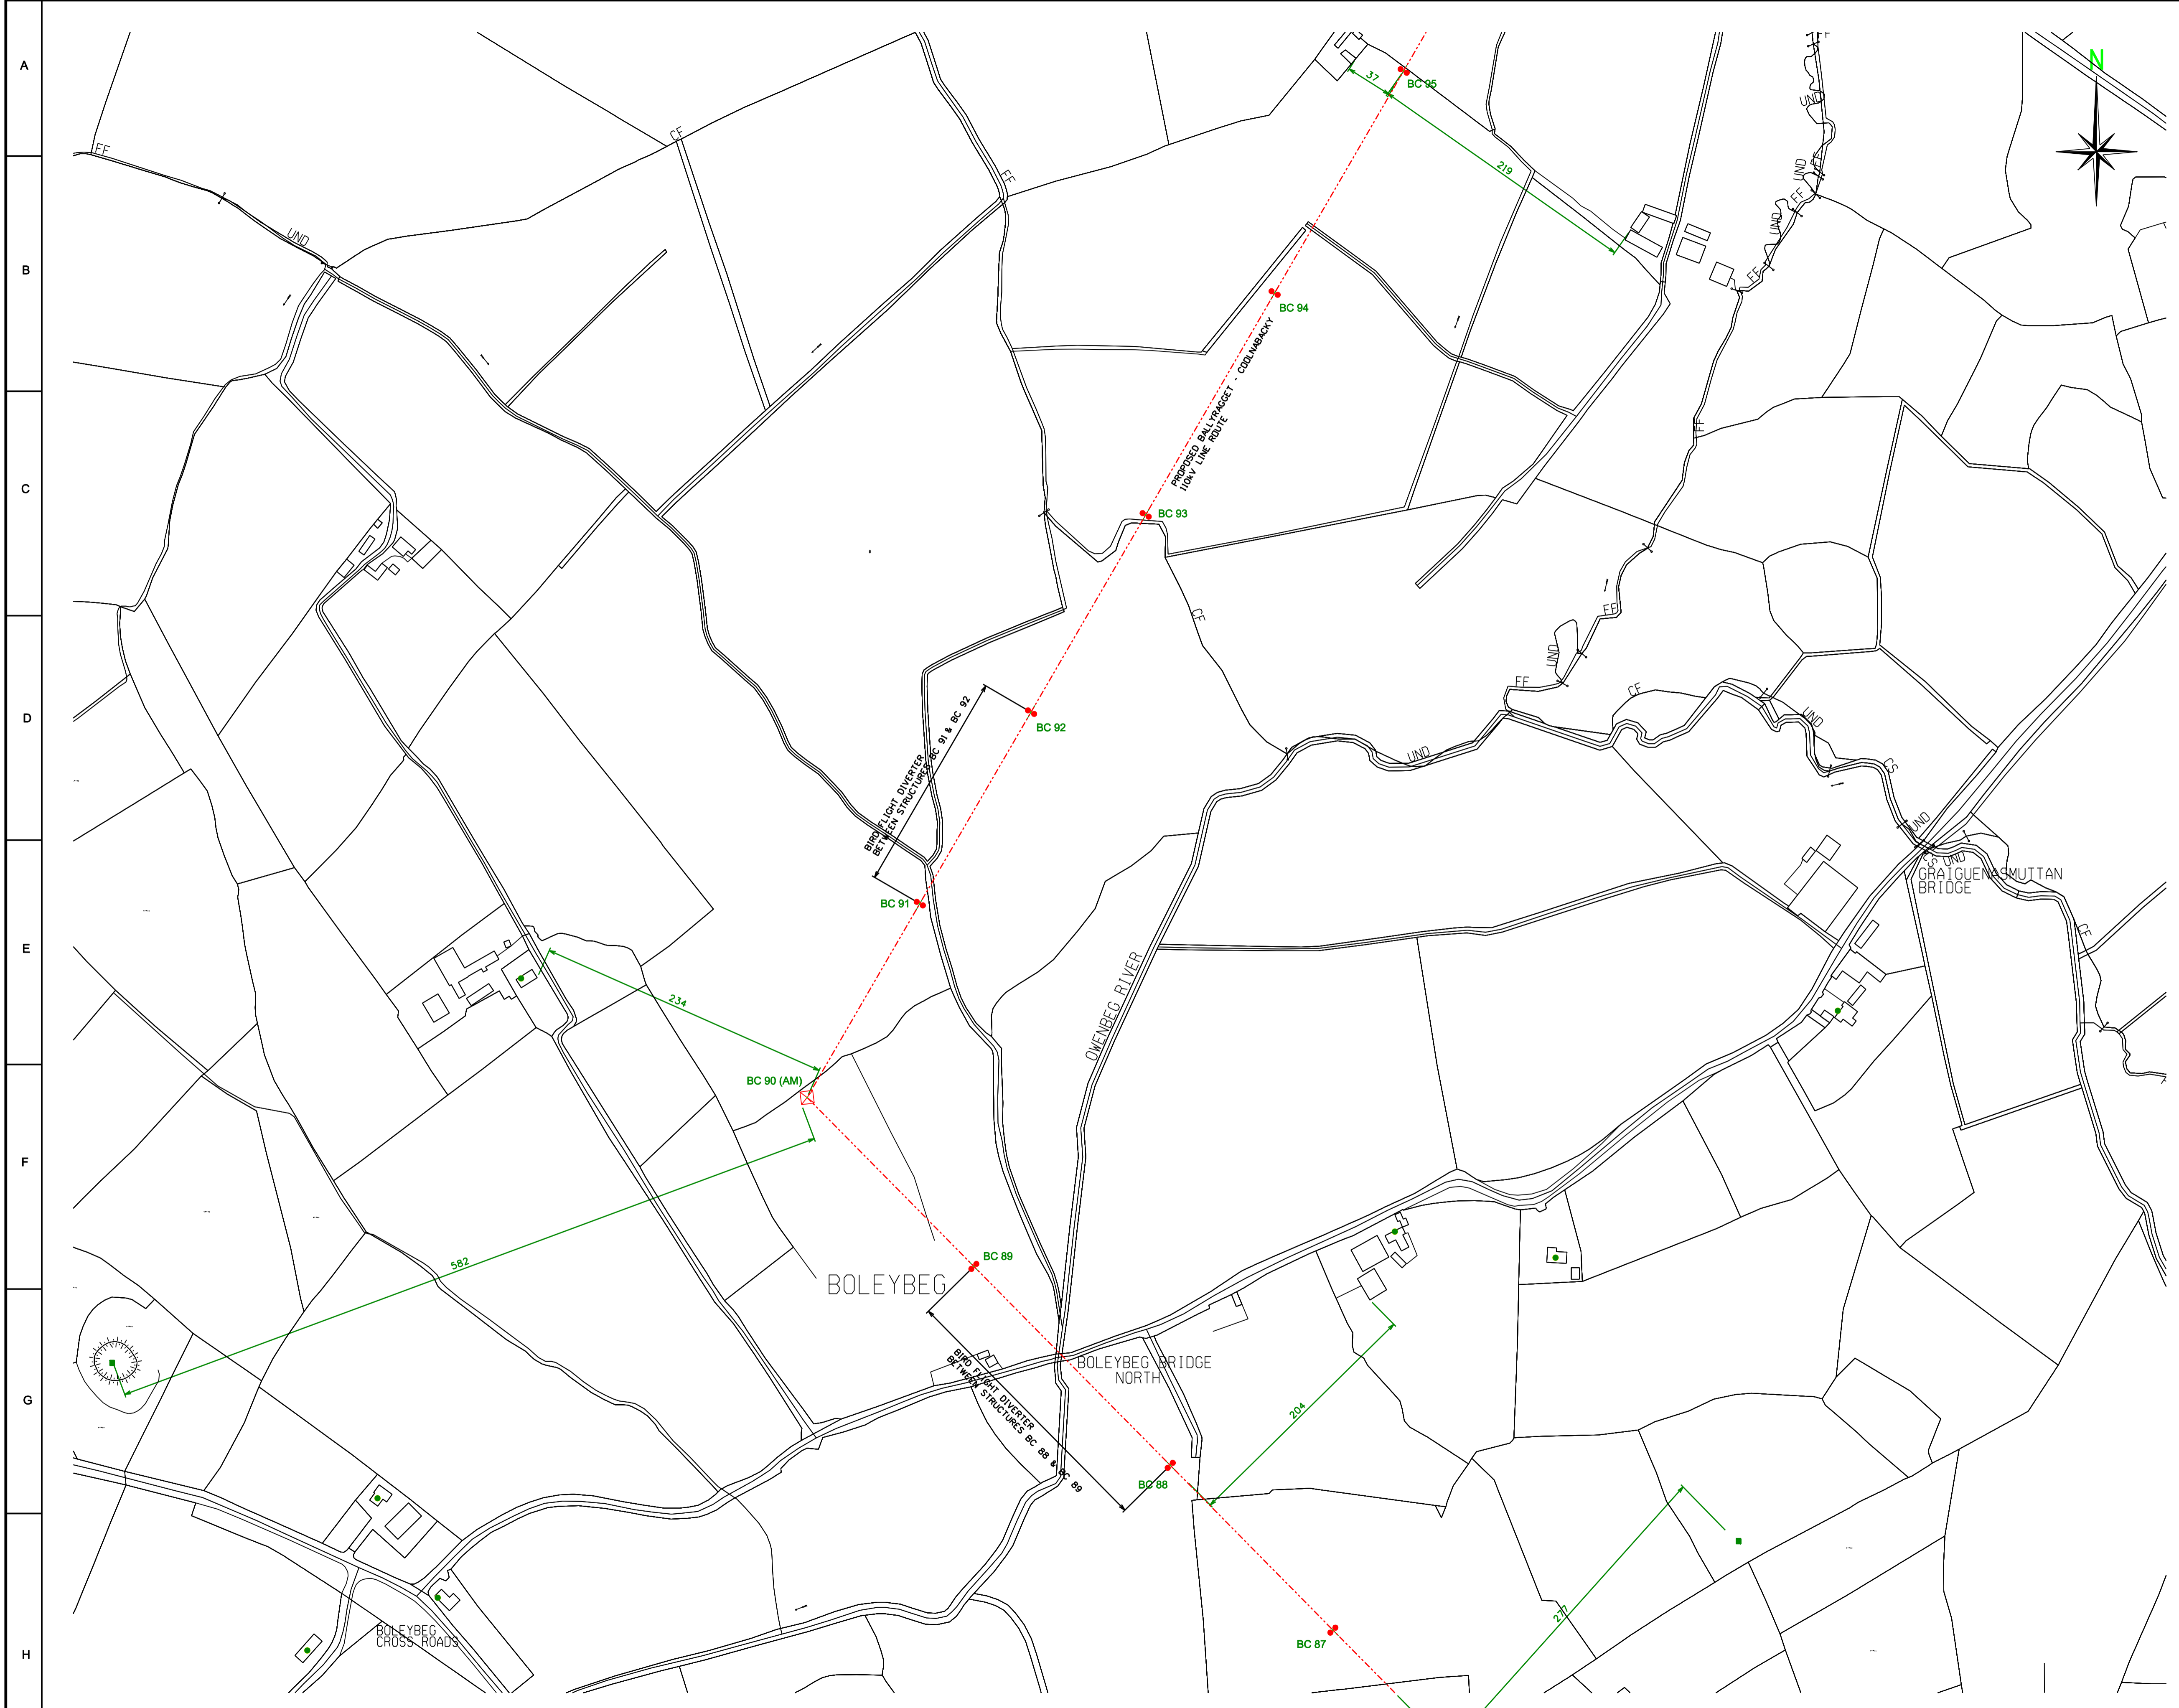 A
N
FF
37
BC 95
UND
CF
FF
219
UND
FF
FF
UND
UND
FF
B
BC 94
PROPOSED BALLYRAGGET - COOLNABACKY
110kV LINE ROUTE
FF
C
BC 93
CF
FF
UND
FF
CF
D
BC 92
UND
UND
CS
BIRD FLIGHT DIVERTER
BETWEEN STRUCTURES BC 91 & BC 92
UND
CS
UND
GRAIGUENASMUTTAN
BRIDGE
BC 91
CF
E
234
OWENBEG RIVER
BC 90 (AM)
F
582
BC 89
BOLEYBEG
BOLEYBEG BRIDGE
NORTH
BIRD FLIGHT DIVERTER
BETWEEN STRUCTURES BC 88 & BC 89
G
204
BC 88
277
BOLEYBEG
CROSS ROADS
BC 87
H